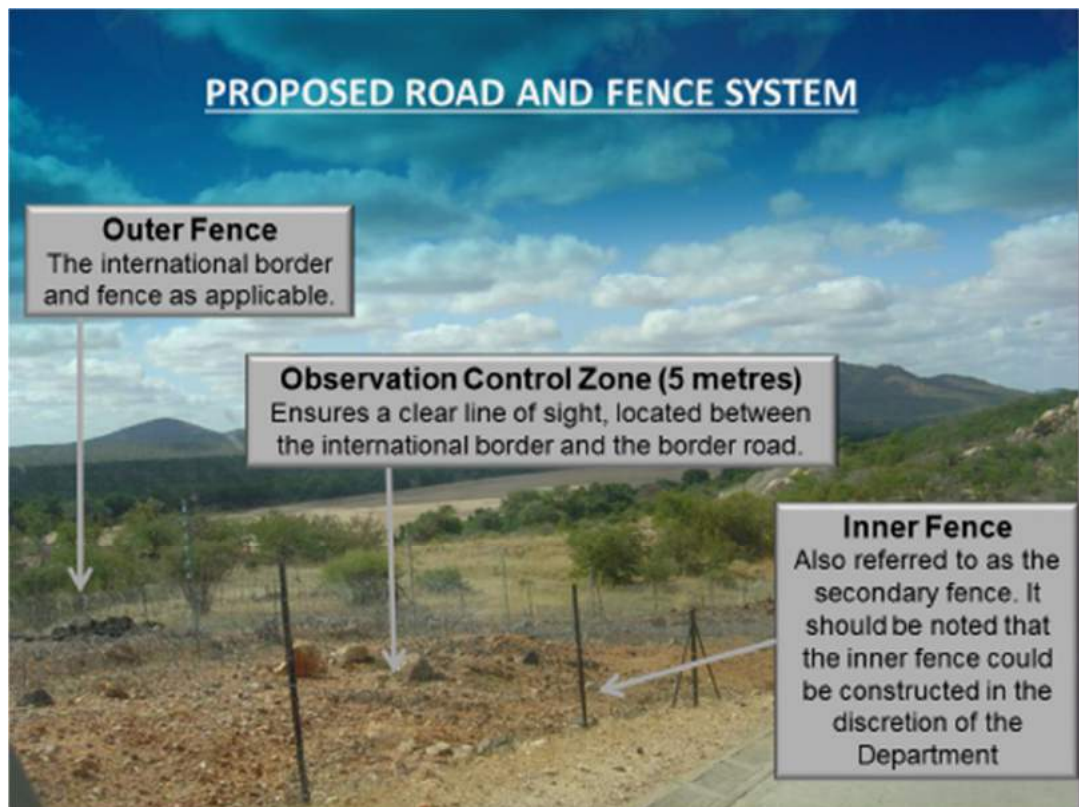 PROPOSED ROAD AND FENCE SYSTEM
Outer Fence
The international border
and fence as applicable.
Observation Control Zone (5 metres)
Ensures a clear line of sight, located between
the international border and the border road.
Inner Fence
Also referred to as the
secondary fence. It
should be noted that
the inner fence could
be constructed in the
discretion of the
Department